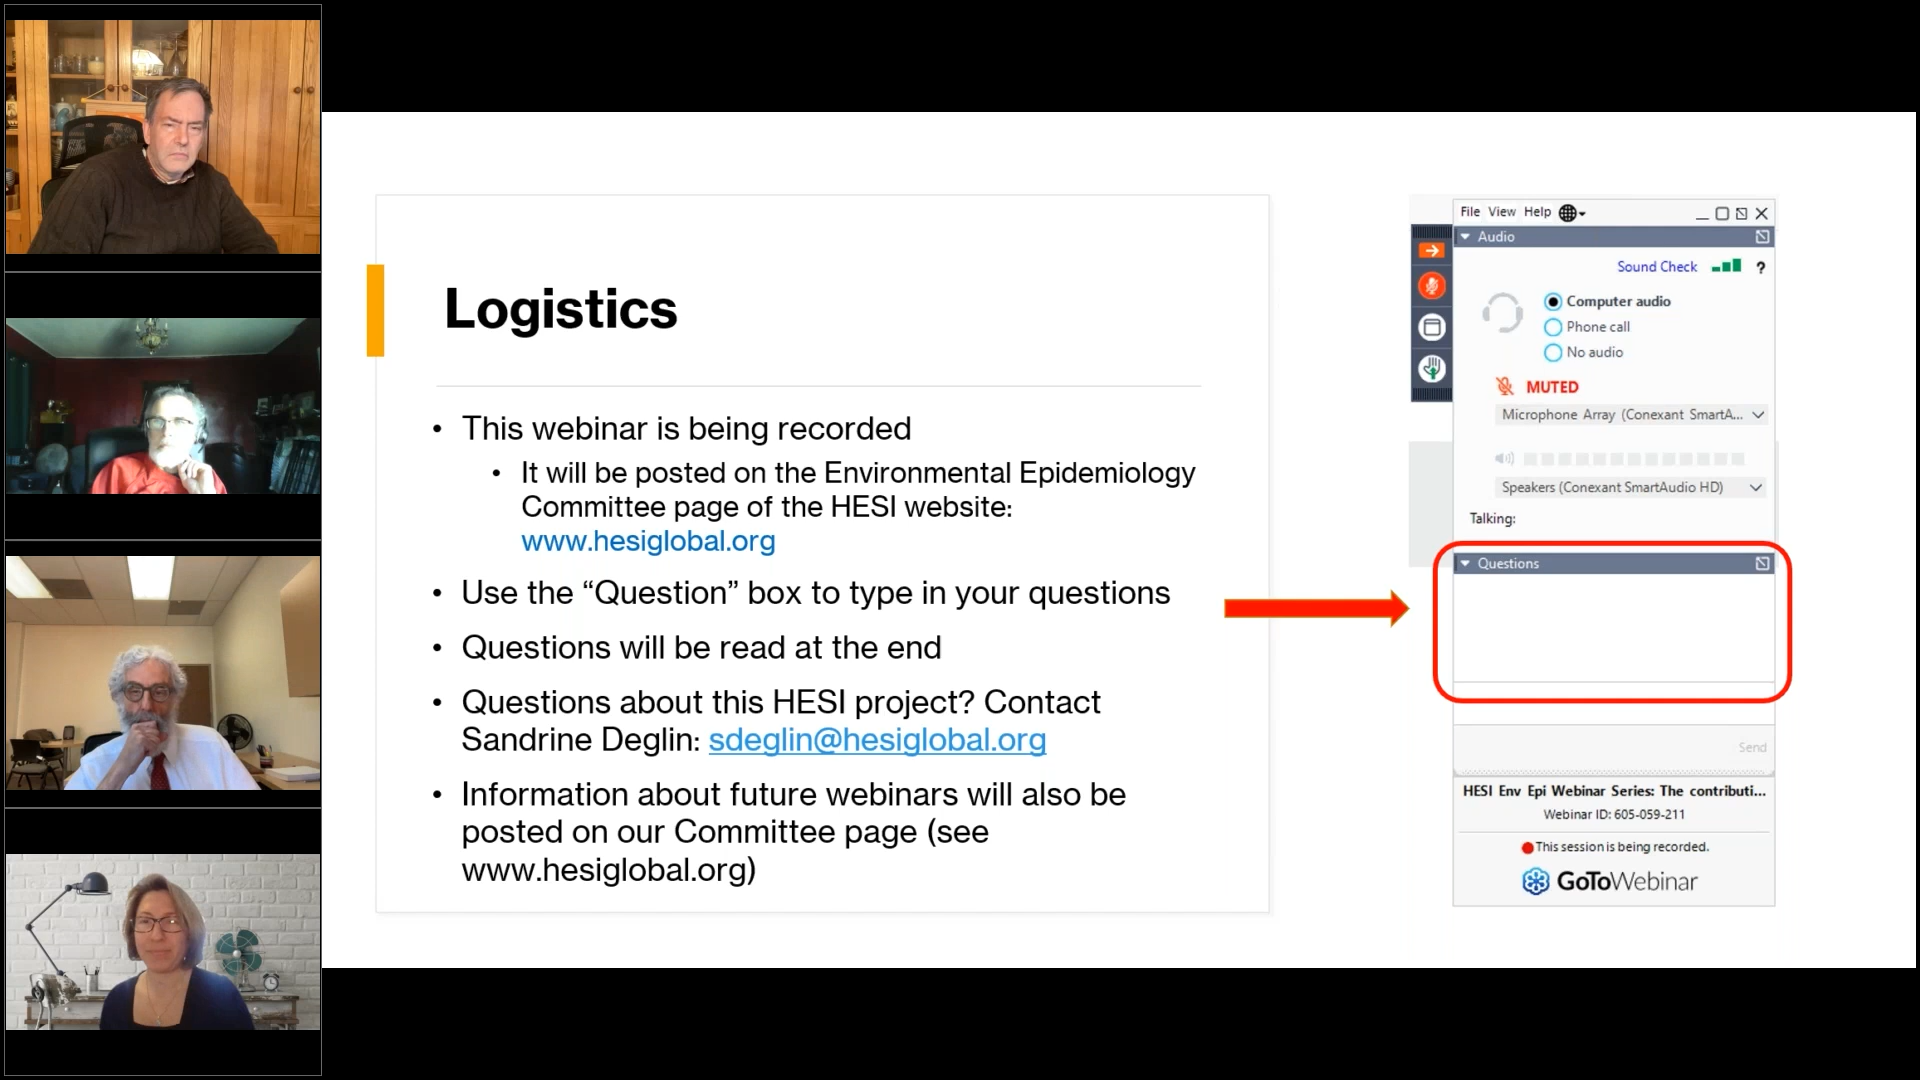 Logistics
• This webinar is being recorded
• It will be posted on the Environmental Epidemiology
Committee page of the HESI website:
www.hesiglobal.org
• Use the “Question” box to type in your questions
• Questions will be read at the end
• Questions about this HESI project? Contact
Sandrine Deglin: sdeglin@hesiglobal.org
• Information about future webinars will also be
posted on our Committee page (see
www.hesiglobal.org)
File View Help
Audio
Sound Check ?
Computer audio
Phone call
No audio
MUTED
Microphone Array (Conexant SmartA...
Speakers (Conexant SmartAudio HD)
Talking:
Questions
Send
HESI Env Epi Webinar Series: The contributi...
Webinar ID: 605-059-211
This session is being recorded.
GoToWebinar